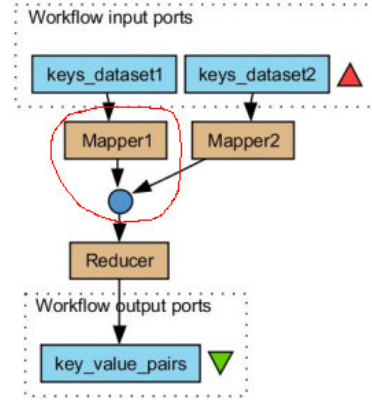 Workflow input ports
keys_dataset1 keys_dataset2
Mapper1 Mapper2
Reducer
Workflow output ports
key_value_pairs